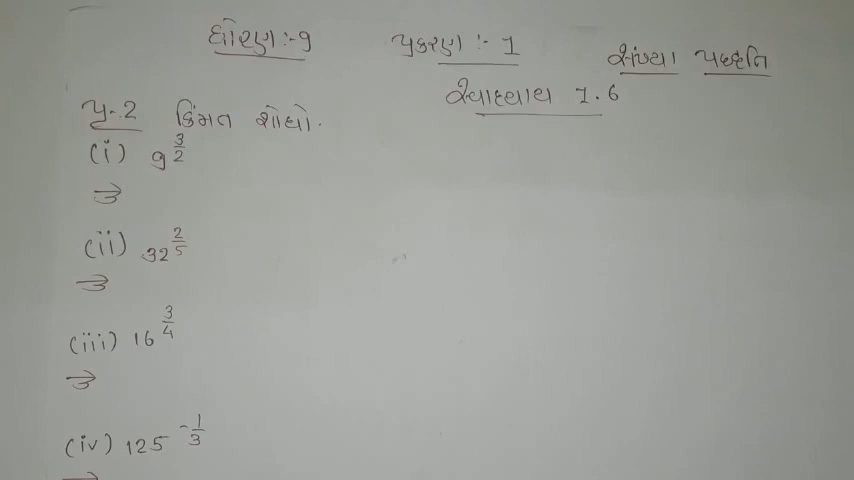 ધોરણ :- 9 પ્રકરણ :- 1 સંખ્યા પદ્ધતિ
સ્વાધ્યાય 1.6
પ્ર-2 કિંમત શોધો.
(i) 9^{3/2}
⇒
(ii) 32^{2/5}
⇒
(iii) 16^{3/4}
⇒
(iv) 125^{-1/3}
⇒